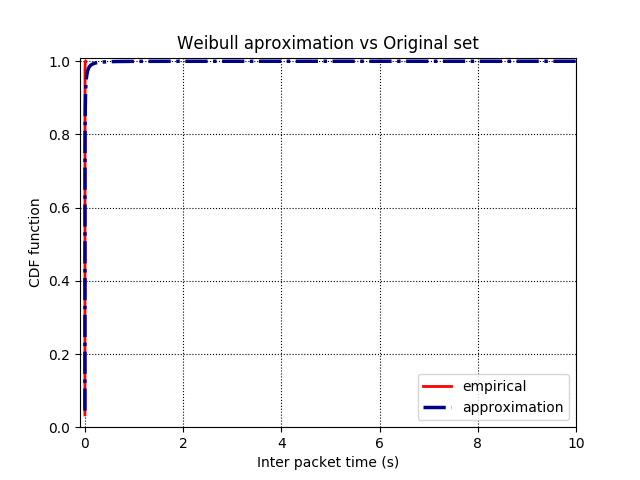 Weibull aproximation vs Original set
CDF function
1.0
0.8
0.6
0.4
0.2
0.0
0 2 4 6 8 10
Inter packet time (s)
empirical
approximation